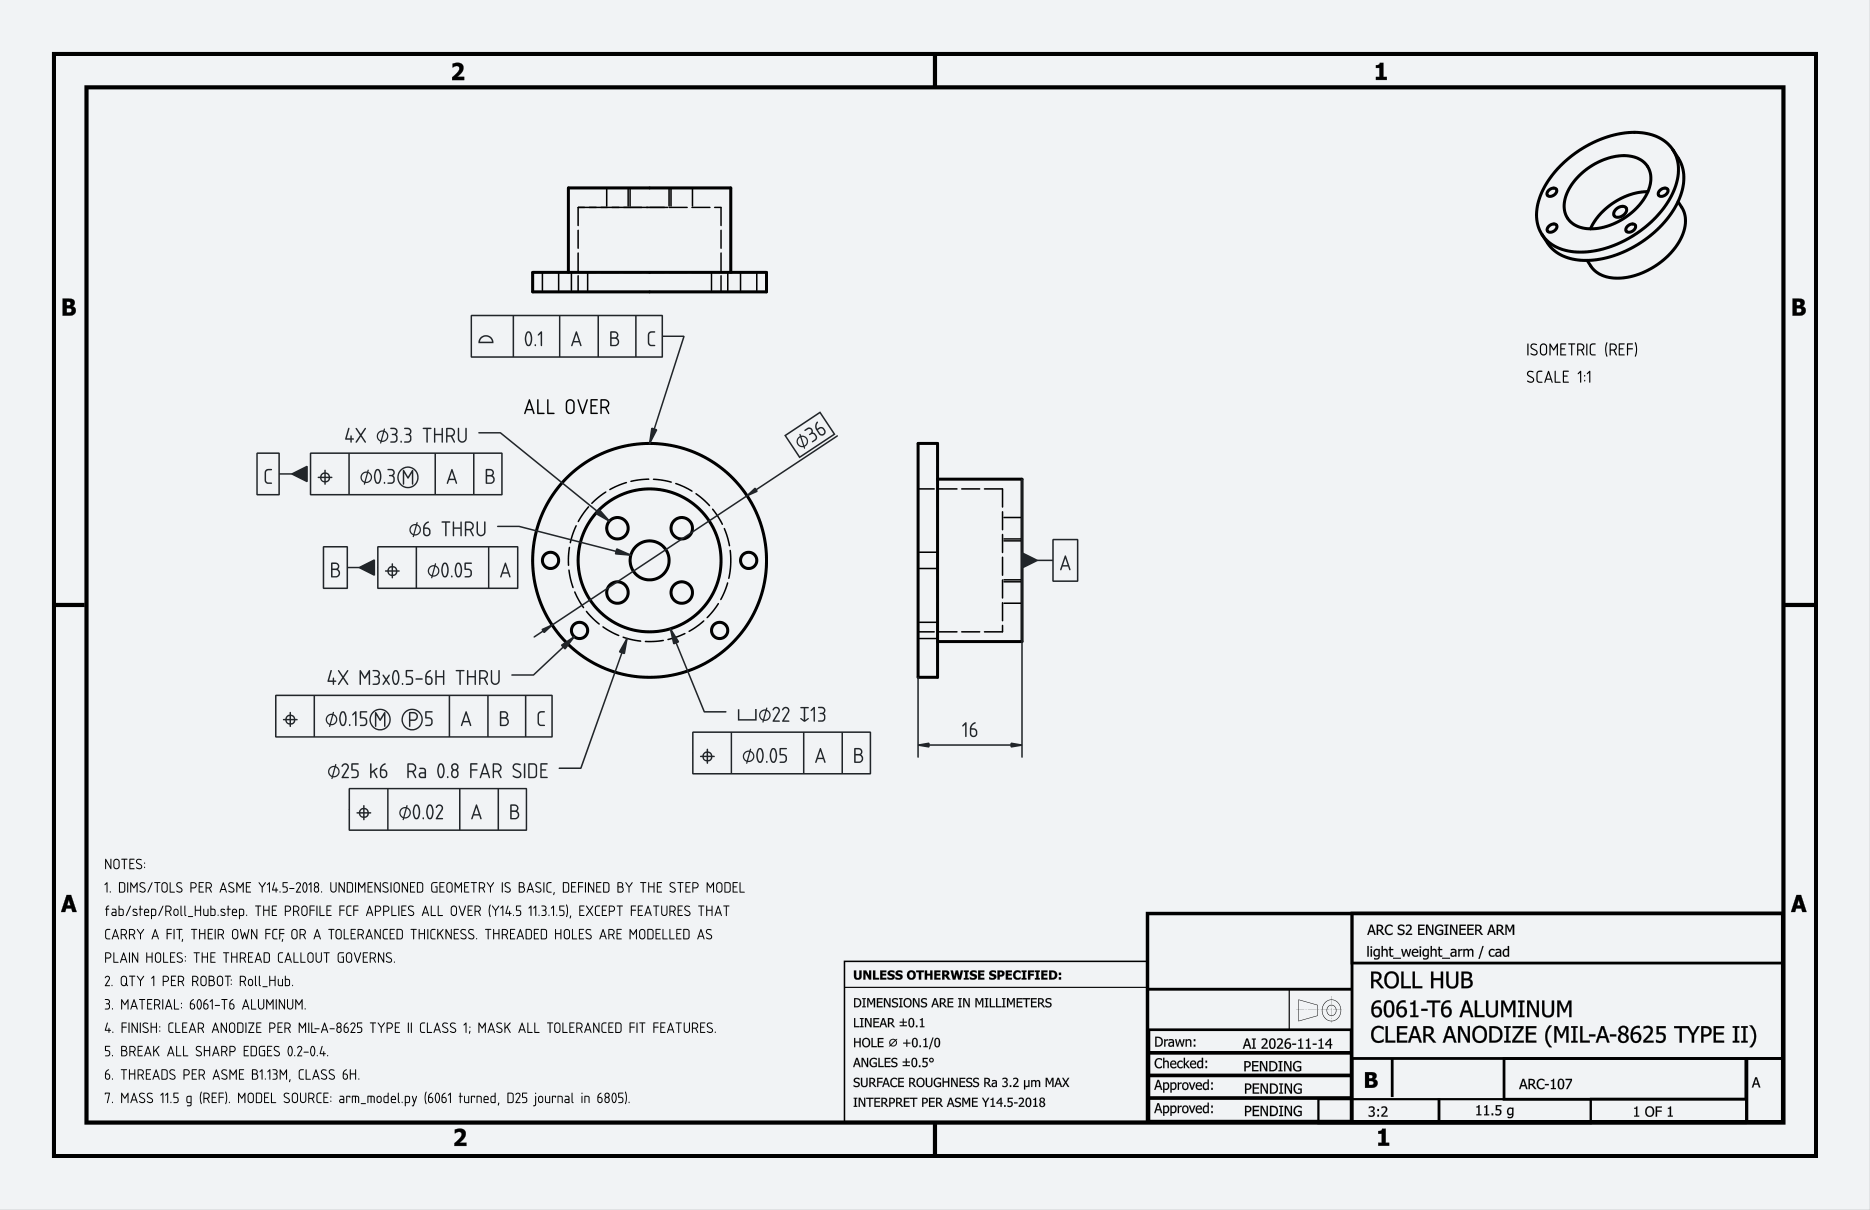 2
1
B
B
⌓ 0.1 A B C
ISOMETRIC (REF)
SCALE 1:1
ALL OVER
⌀36
4X ⌀3.3 THRU
C ⌖ ⌀0.3Ⓜ A B
⌀6 THRU
B ⌖ ⌀0.05 A
A
4X M3x0.5-6H THRU
⌖ ⌀0.15Ⓜ Ⓟ5 A B C
⌴⌀22 ↧13
⌖ ⌀0.05 A B
16
⌀25 k6 Ra 0.8 FAR SIDE
⌖ ⌀0.02 A B
A
A
NOTES:
1. DIMS/TOLS PER ASME Y14.5-2018. UNDIMENSIONED GEOMETRY IS BASIC, DEFINED BY THE STEP MODEL
fab/step/Roll_Hub.step. THE PROFILE FCF APPLIES ALL OVER (Y14.5 11.3.1.5), EXCEPT FEATURES THAT
CARRY A FIT, THEIR OWN FCF, OR A TOLERANCED THICKNESS. THREADED HOLES ARE MODELLED AS
PLAIN HOLES: THE THREAD CALLOUT GOVERNS.
2. QTY 1 PER ROBOT: Roll_Hub.
3. MATERIAL: 6061-T6 ALUMINUM.
4. FINISH: CLEAR ANODIZE PER MIL-A-8625 TYPE II CLASS 1; MASK ALL TOLERANCED FIT FEATURES.
5. BREAK ALL SHARP EDGES 0.2-0.4.
6. THREADS PER ASME B1.13M, CLASS 6H.
7. MASS 11.5 g (REF). MODEL SOURCE: arm_model.py (6061 turned, D25 journal in 6805).
UNLESS OTHERWISE SPECIFIED:
DIMENSIONS ARE IN MILLIMETERS
LINEAR ±0.1
HOLE ⌀ +0.1/0
ANGLES ±0.5°
SURFACE ROUGHNESS Ra 3.2 µm MAX
INTERPRET PER ASME Y14.5-2018
Drawn: AI 2026-11-14
Checked: PENDING
Approved: PENDING
Approved: PENDING
ARC S2 ENGINEER ARM
light_weight_arm / cad
ROLL HUB
6061-T6 ALUMINUM
CLEAR ANODIZE (MIL-A-8625 TYPE II)
B ARC-107 A
3:2 11.5 g 1 OF 1
2
1